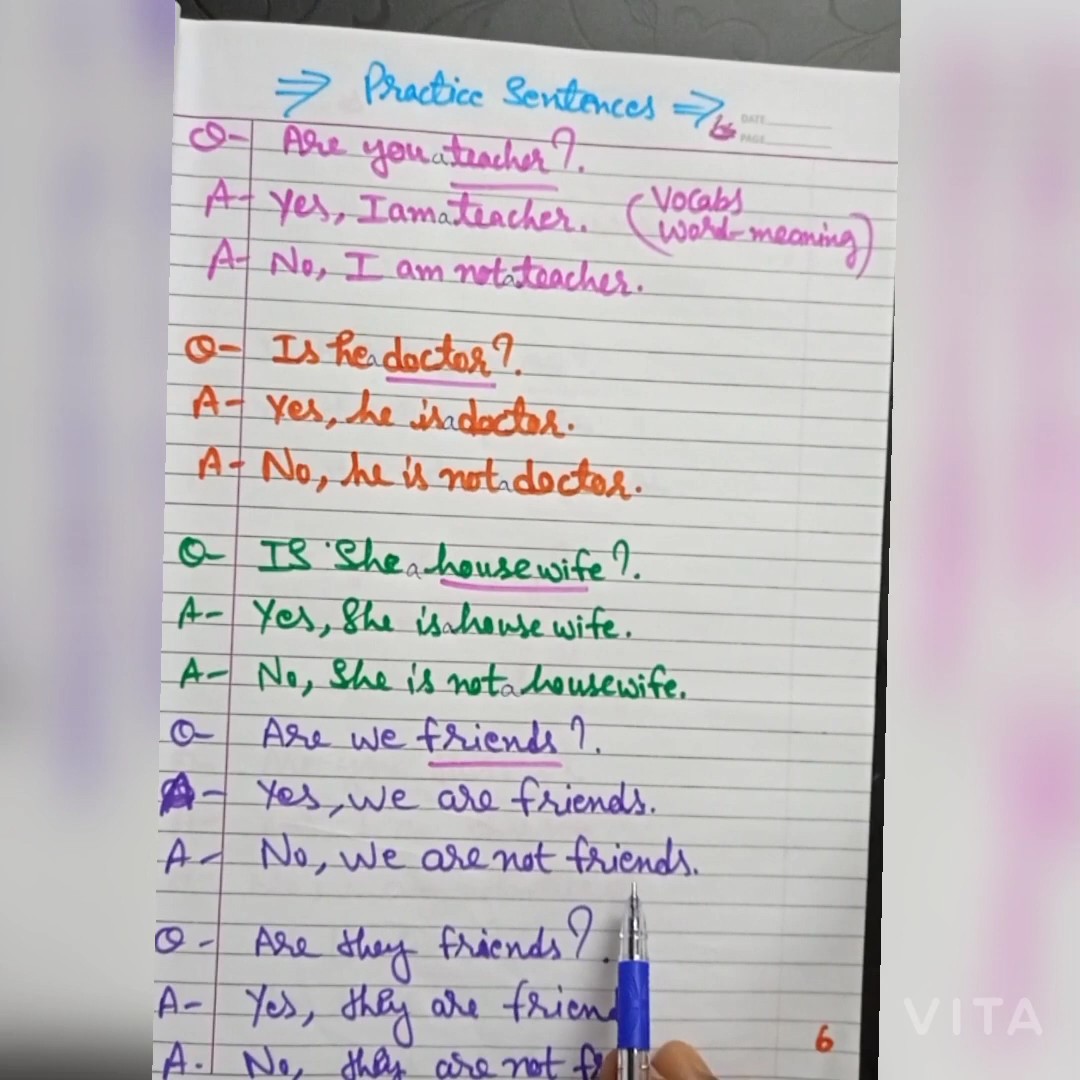 ⇒ Practice Sentences ⇒
DATE
PAGE
Q- Are you a teacher?.
A- Yes, I am a teacher. (Vocabs
word-meaning)
A- No, I am not a teacher.
Q- Is he a doctor?.
A- Yes, he is a doctor.
A- No, he is not a doctor.
Q- IS She a housewife?.
A- Yes, She is a house wife.
A- No, She is not a housewife.
Q- Are we friends?.
A- Yes, we are friends.
A- No, we are not friends.
Q- Are they friends?.
A- Yes, they are friend
A. No, they are not
6
VITA